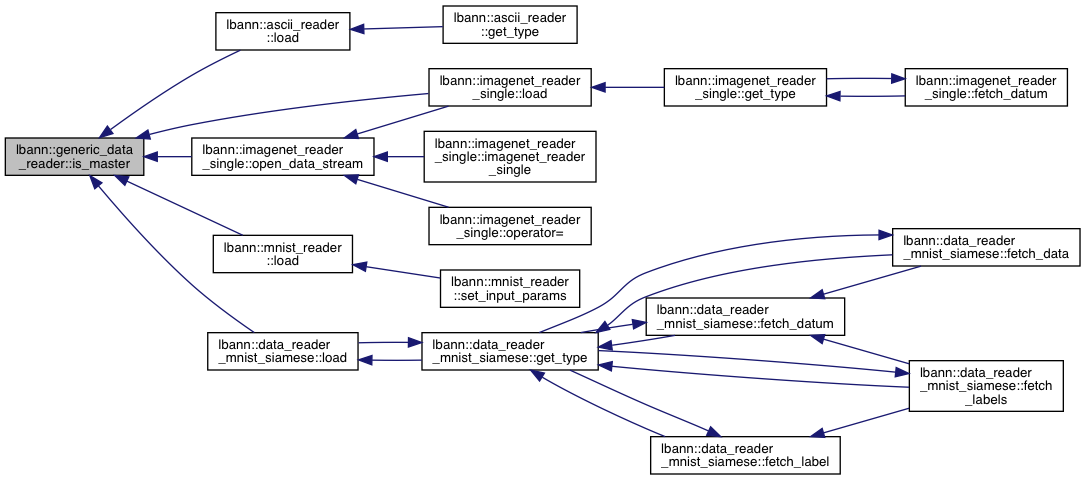 lbann::generic_data
_reader::is_master
lbann::ascii_reader
::load
lbann::ascii_reader
::get_type
lbann::imagenet_reader
_single::load
lbann::imagenet_reader
_single::get_type
lbann::imagenet_reader
_single::fetch_datum
lbann::imagenet_reader
_single::open_data_stream
lbann::imagenet_reader
_single::imagenet_reader
_single
lbann::imagenet_reader
_single::operator=
lbann::mnist_reader
::load
lbann::mnist_reader
::set_input_params
lbann::data_reader
_mnist_siamese::load
lbann::data_reader
_mnist_siamese::get_type
lbann::data_reader
_mnist_siamese::fetch_data
lbann::data_reader
_mnist_siamese::fetch_datum
lbann::data_reader
_mnist_siamese::fetch
_labels
lbann::data_reader
_mnist_siamese::fetch_label